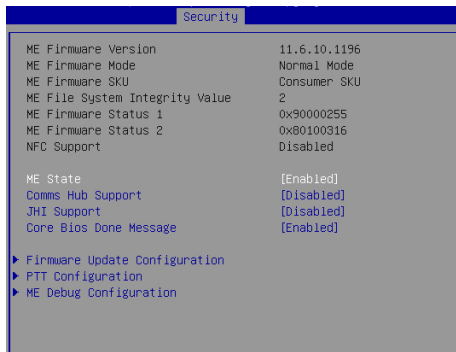 Security
ME Firmware Version 11.6.10.1196
ME Firmware Mode Normal Mode
ME Firmware SKU Consumer SKU
ME File System Integrity Value 2
ME Firmware Status 1 0x90000255
ME Firmware Status 2 0x80100316
NFC Support Disabled
ME State [Enabled]
Comms Hub Support [Disabled]
JHI Support [Disabled]
Core Bios Done Message [Enabled]
Firmware Update Configuration
PTT Configuration
ME Debug Configuration